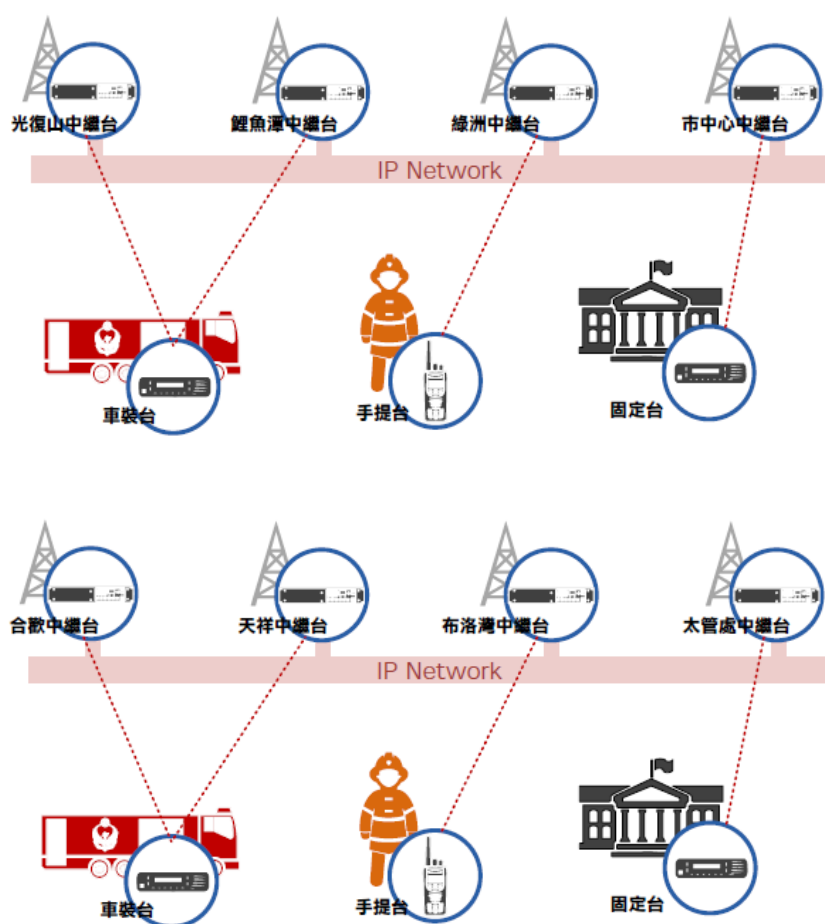 光復山中繼台
鯉魚潭中繼台
綠洲中繼台
市中心中繼台
IP Network
車裝台
手提台
固定台
合歡中繼台
天祥中繼台
布洛灣中繼台
太管處中繼台
IP Network
車裝台
手提台
固定台